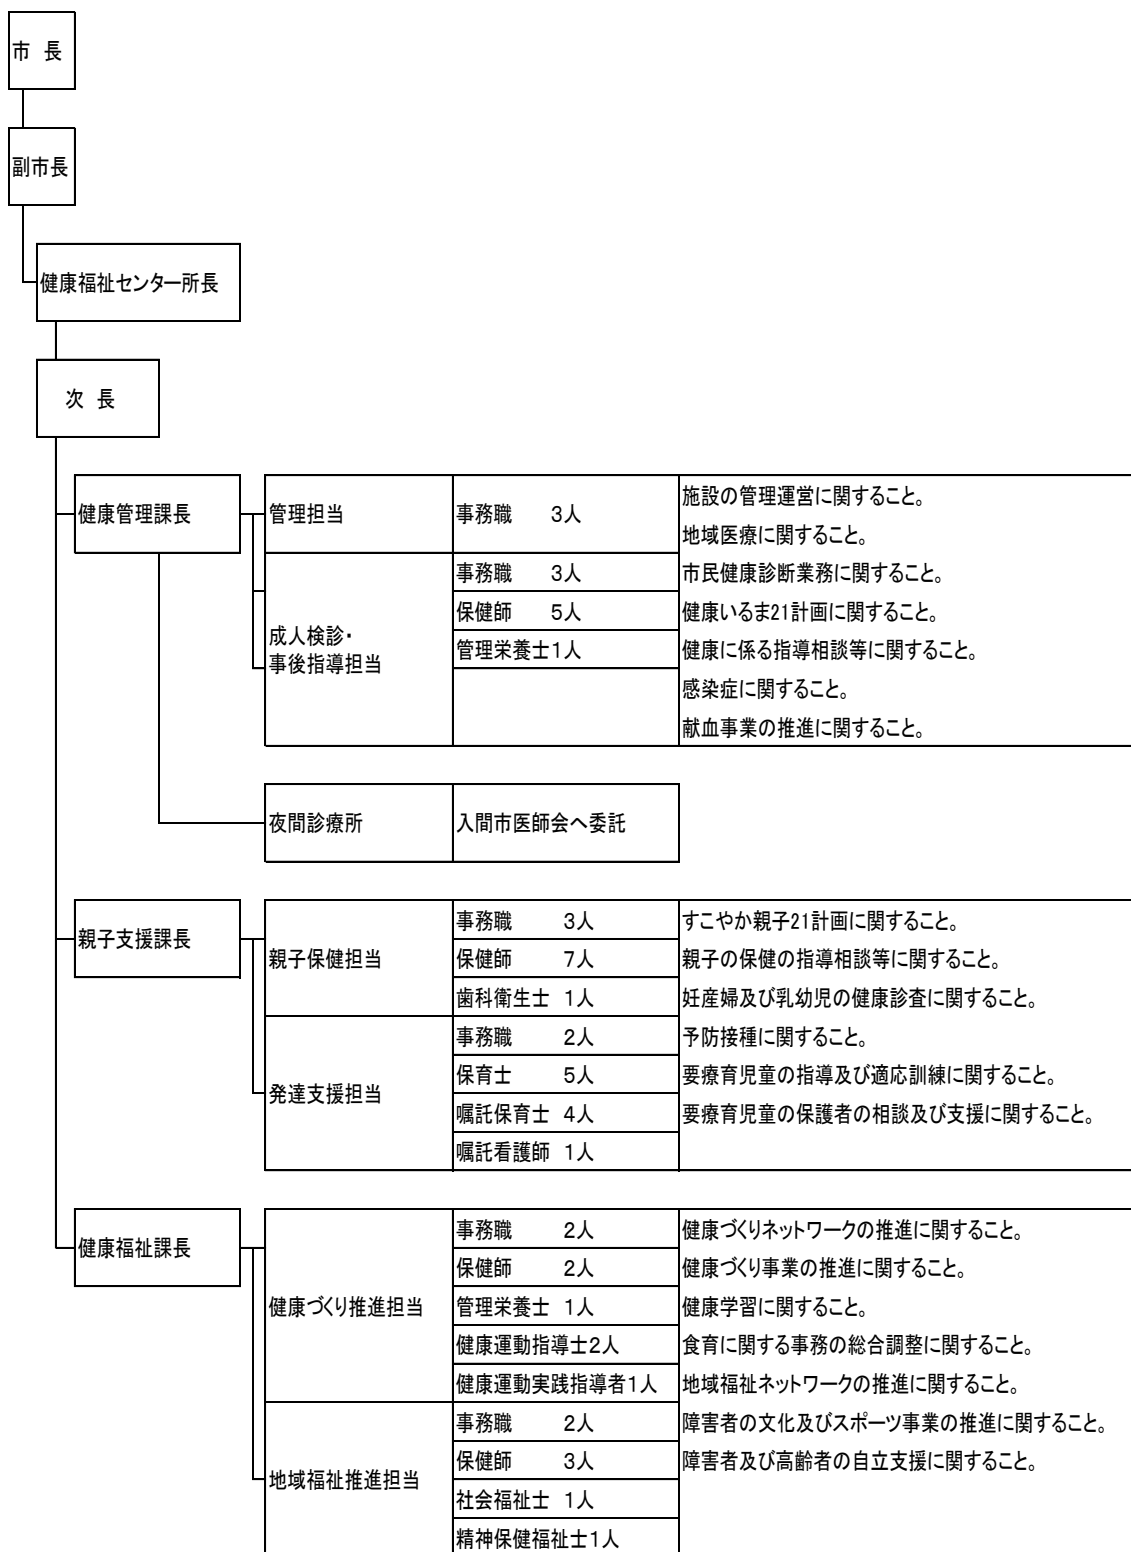 市 長
副市長
健康福祉センター所長
次 長
健康管理課長
管理担当
事務職 3人
施設の管理運営に関すること。
地域医療に関すること。
成人検診・
事後指導担当
事務職 3人
市民健康診断業務に関すること。
保健師 5人
健康いるま21計画に関すること。
管理栄養士1人
健康に係る指導相談等に関すること。
感染症に関すること。
献血事業の推進に関すること。
夜間診療所
入間市医師会へ委託
親子支援課長
親子保健担当
事務職 3人
すこやか親子21計画に関すること。
保健師 7人
親子の保健の指導相談等に関すること。
歯科衛生士 1人
妊産婦及び乳幼児の健康診査に関すること。
発達支援担当
事務職 2人
予防接種に関すること。
保育士 5人
要療育児童の指導及び適応訓練に関すること。
嘱託保育士 4人
要療育児童の保護者の相談及び支援に関すること。
嘱託看護師 1人
健康福祉課長
健康づくり推進担当
事務職 2人
健康づくりネットワークの推進に関すること。
保健師 2人
健康づくり事業の推進に関すること。
管理栄養士 1人
健康学習に関すること。
健康運動指導士2人
食育に関する事務の総合調整に関すること。
健康運動実践指導者1人
地域福祉ネットワークの推進に関すること。
地域福祉推進担当
事務職 2人
障害者の文化及びスポーツ事業の推進に関すること。
保健師 3人
障害者及び高齢者の自立支援に関すること。
社会福祉士 1人
精神保健福祉士1人